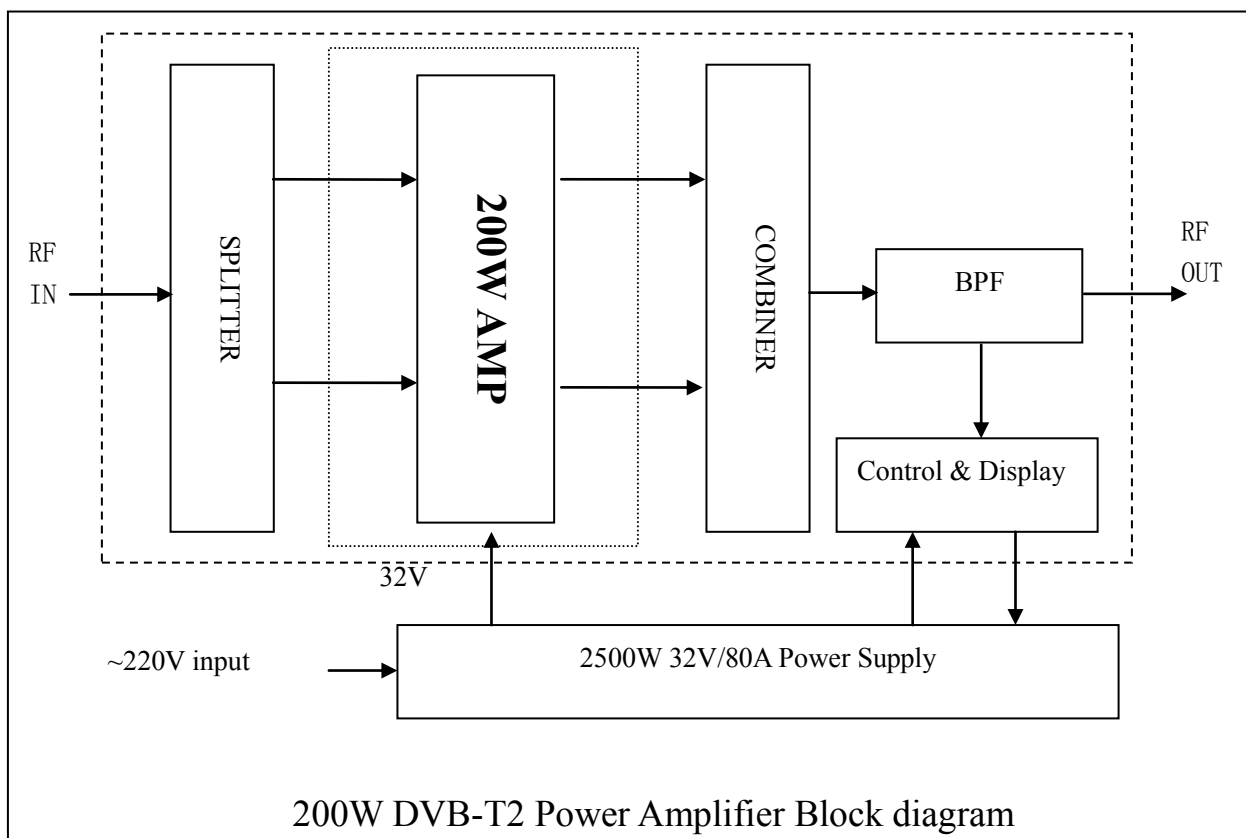 RF
IN
SPLITTER
200W AMP
COMBINER
BPF
RF
OUT
Control & Display
32V
~220V input
2500W 32V/80A Power Supply
200W DVB-T2 Power Amplifier Block diagram